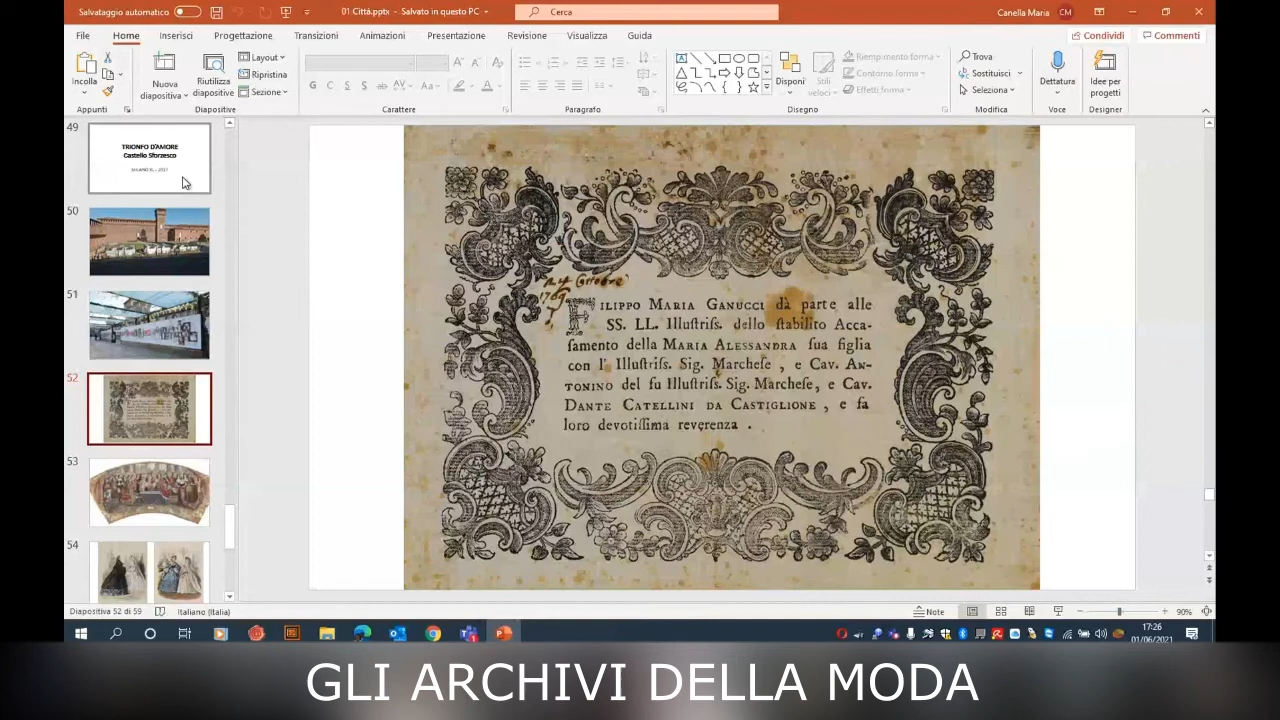 Salvataggio automatico
01 Città.pptx - Salvato in questo PC
Cerca
Canella Maria
CM
File
Home
Inserisci
Progettazione
Transizioni
Animazioni
Presentazione
Revisione
Visualizza
Guida
Condividi
Commenti
Incolla
Nuova diapositiva
Riutilizza diapositive
Layout
Ripristina
Sezione
G C S S ab AV Aa A
Disponi
Stili veloci
Riempimento forma
Contorno forma
Effetti forma
Trova
Sostituisci
Seleziona
Dettatura
Idee per progetti
Appunti
Diapositive
Carattere
Paragrafo
Disegno
Modifica
Voce
Designer
49
TRIONFO D'AMORE
Castello Sforzesco
50
51
52
53
54
1769
FILIPPO MARIA GANUCCI dà parte alle
SS. LL. Illuſtriſs. dello ſtabilito Acca-
ſamento della MARIA ALESSANDRA ſua figlia
con l' Illuſtriſs. Sig. Marcheſe , e Cav. AN-
TONINO del fu Illuſtriſs. Sig. Marcheſe, e Cav.
DANTE CATELLINI DA CASTIGLIONE , e fa
loro devotiſſima reverenza .
Diapositiva 52 di 59
Italiano (Italia)
Note
90%
17:26
01/06/2021
GLI ARCHIVI DELLA MODA